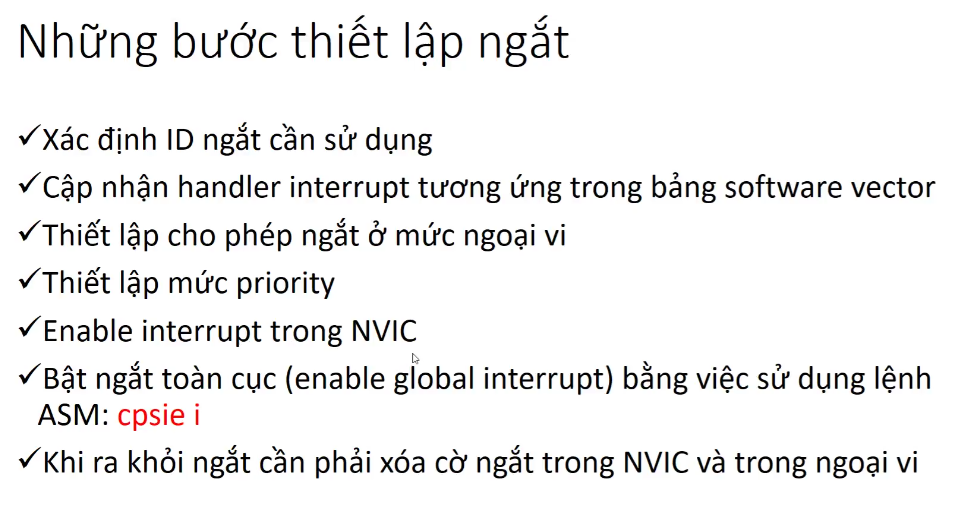 Những bước thiết lập ngắt
✓Xác định ID ngắt cần sử dụng
✓Cập nhận handler interrupt tương ứng trong bảng software vector
✓Thiết lập cho phép ngắt ở mức ngoại vi
✓Thiết lập mức priority
✓Enable interrupt trong NVIC
✓Bật ngắt toàn cục (enable global interrupt) bằng việc sử dụng lệnh
ASM: cpsie i
✓Khi ra khỏi ngắt cần phải xóa cờ ngắt trong NVIC và trong ngoại vi